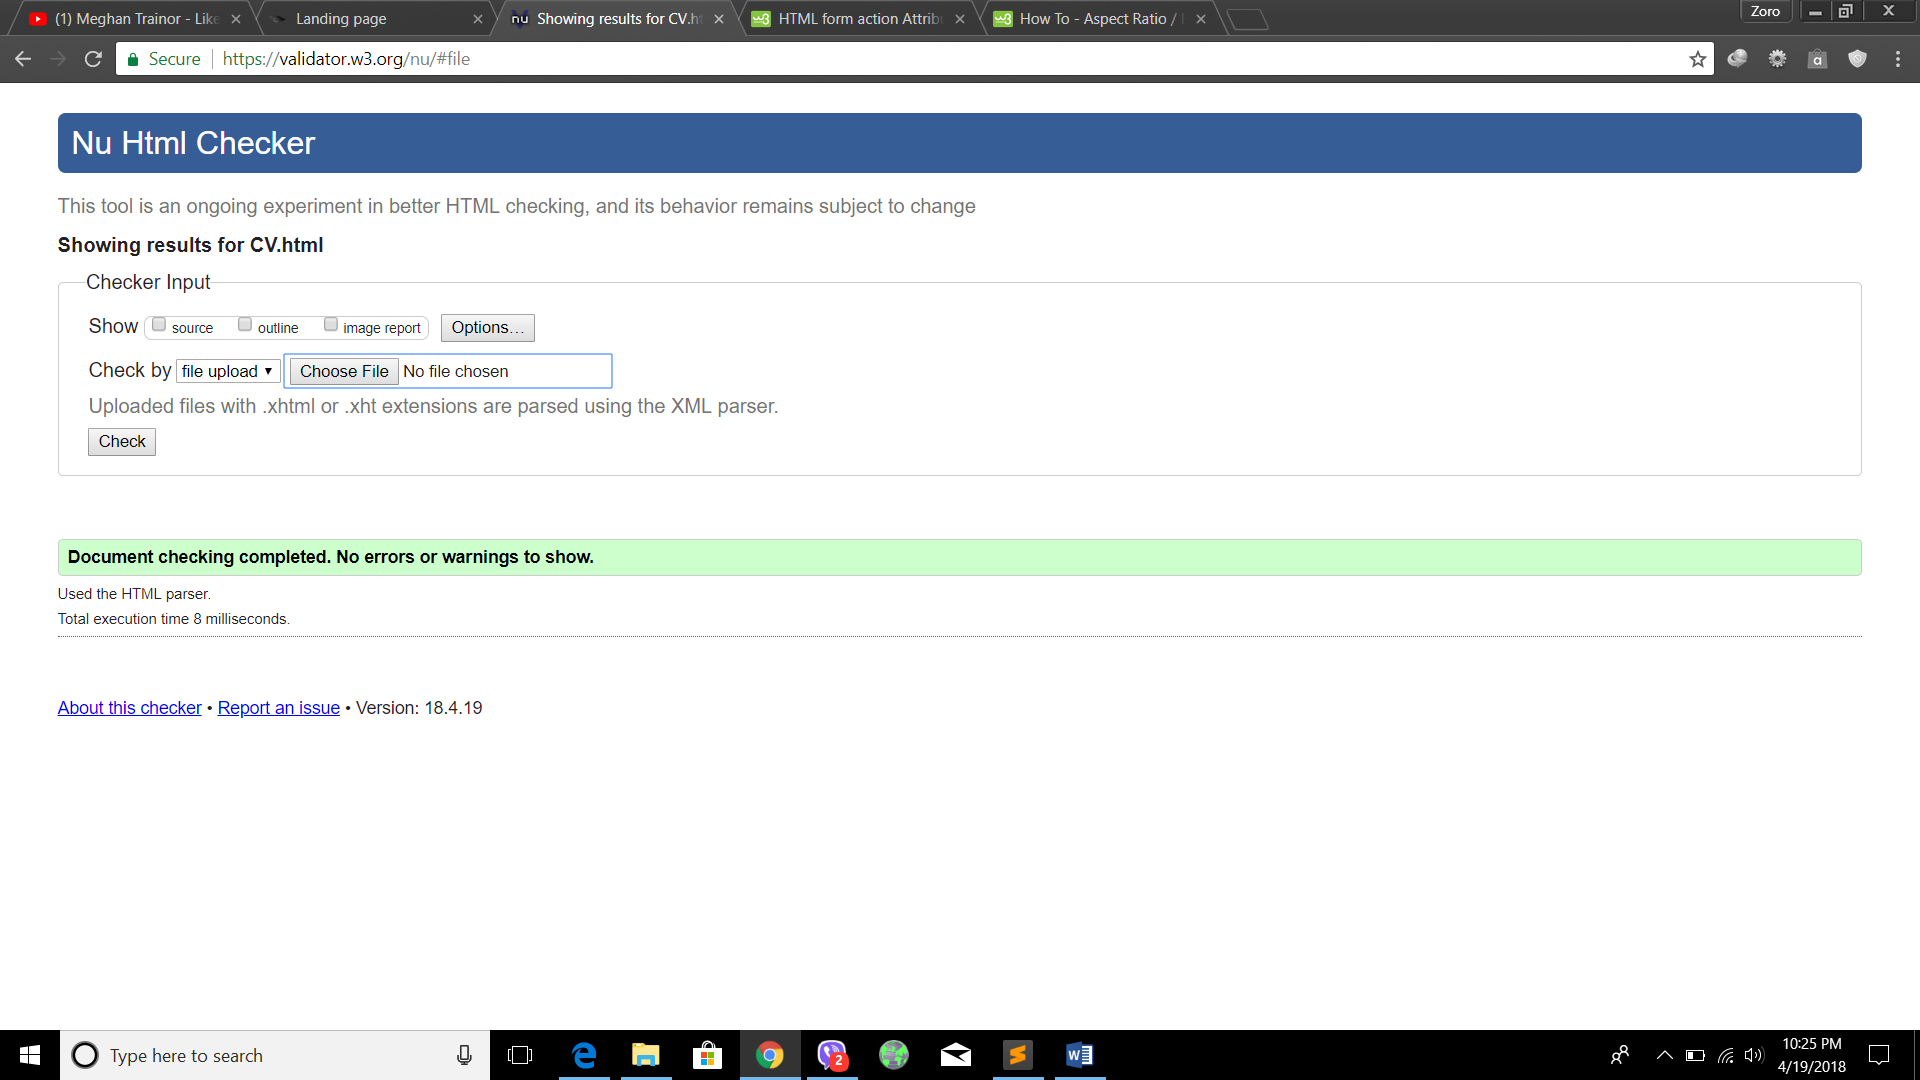 (1) Meghan Trainor - Like
Landing page
Showing results for CV.ht
HTML form action Attrib
How To - Aspect Ratio /
Zoro
Secure
https://validator.w3.org/nu/#file
Nu Html Checker
This tool is an ongoing experiment in better HTML checking, and its behavior remains subject to change
Showing results for CV.html
Checker Input
Show source outline image report Options…
Check by file upload Choose File No file chosen
Uploaded files with .xhtml or .xht extensions are parsed using the XML parser.
Check
Document checking completed. No errors or warnings to show.
Used the HTML parser.
Total execution time 8 milliseconds.
About this checker • Report an issue • Version: 18.4.19
Type here to search
2
10:25 PM
4/19/2018